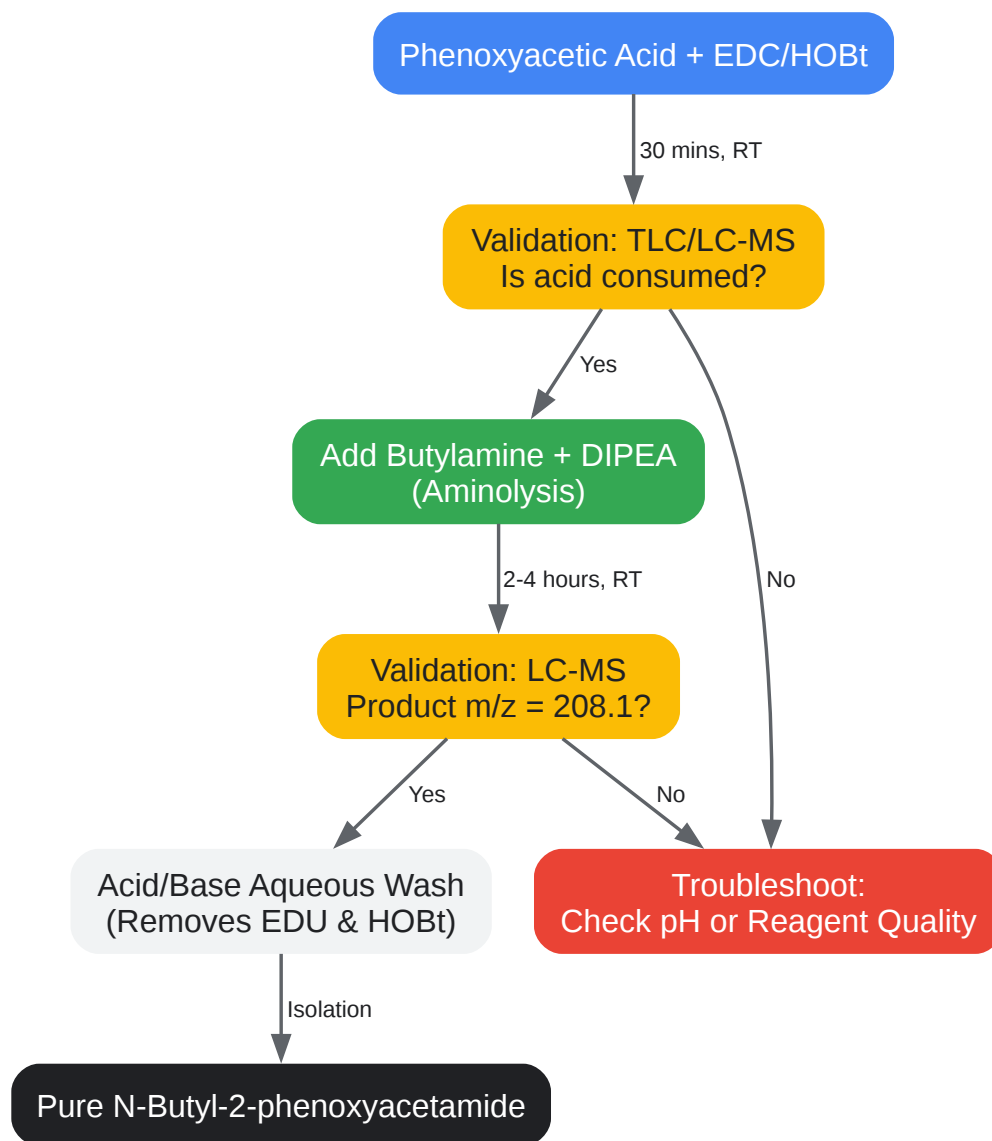 Phenoxyacetic Acid + EDC/HOBt
30 mins, RT
Validation: TLC/LC-MS
Is acid consumed?
Yes
Add Butylamine + DIPEA
(Aminolysis)
No
2-4 hours, RT
Validation: LC-MS
Product m/z = 208.1?
Yes
No
Acid/Base Aqueous Wash
(Removes EDU & HOBt)
Troubleshoot:
Check pH or Reagent Quality
Isolation
Pure N-Butyl-2-phenoxyacetamide